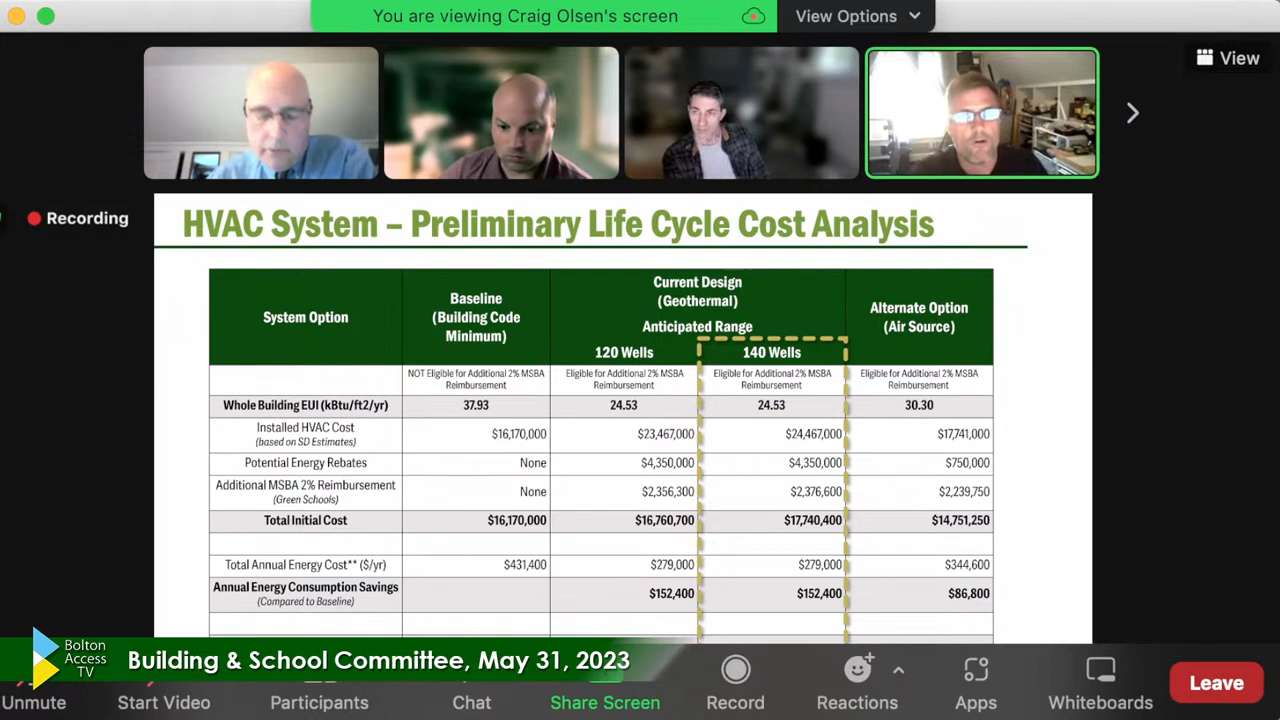 You are viewing Craig Olsen's screen
View Options
View
Recording
HVAC System – Preliminary Life Cycle Cost Analysis
System Option
Baseline
(Building Code
Minimum)
Current Design
(Geothermal)
Anticipated Range
120 Wells
140 Wells
Alternate Option
(Air Source)
NOT Eligible for Additional 2% MSBA
Reimbursement
Eligible for Additional 2% MSBA
Reimbursement
Eligible for Additional 2% MSBA
Reimbursement
Eligible for Additional 2% MSBA
Reimbursement
Whole Building EUI (kBtu/ft2/yr) 37.93 24.53 24.53 30.30
Installed HVAC Cost
(based on SD Estimates)
$16,170,000 $23,467,000 $24,467,000 $17,741,000
Potential Energy Rebates None $4,350,000 $4,350,000 $750,000
Additional MSBA 2% Reimbursement
(Green Schools)
None $2,356,300 $2,376,600 $2,239,750
Total Initial Cost $16,170,000 $16,760,700 $17,740,400 $14,751,250
Total Annual Energy Cost** ($/yr) $431,400 $279,000 $279,000 $344,600
Annual Energy Consumption Savings
(Compared to Baseline)
$152,400 $152,400 $86,800
Bolton
Access
TV
Building & School Committee, May 31, 2023
Unmute
Start Video
Participants
Chat
Share Screen
Record
Reactions
Apps
Whiteboards
Leave